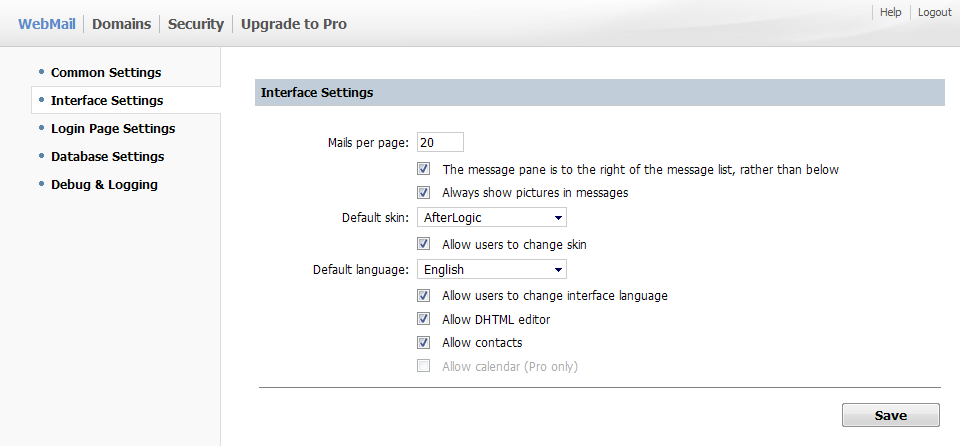 WebMail Domains Security Upgrade to Pro Help Logout
Common Settings
Interface Settings
Login Page Settings
Database Settings
Debug & Logging
Interface Settings
Mails per page: 20
The message pane is to the right of the message list, rather than below
Always show pictures in messages
Default skin: AfterLogic
Allow users to change skin
Default language: English
Allow users to change interface language
Allow DHTML editor
Allow contacts
Allow calendar (Pro only)
Save